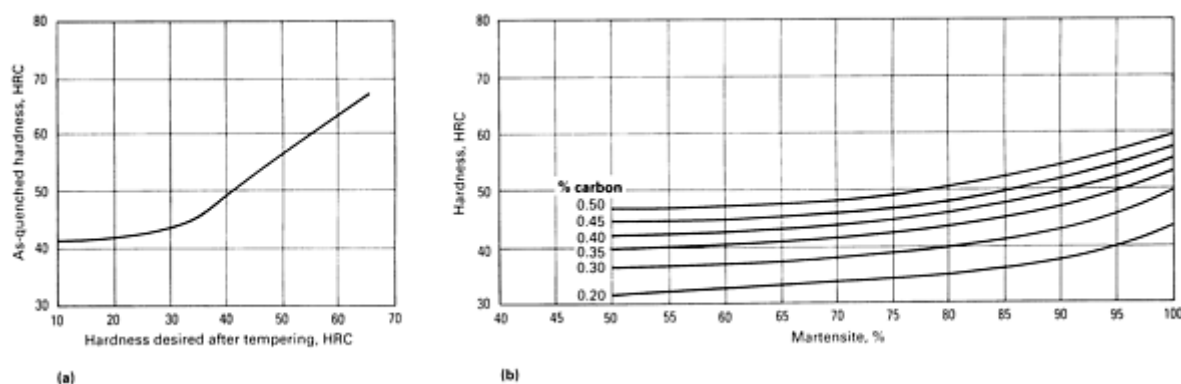 80
70
60
50
40
30
As-quenched hardness, HRC
10 20 30 40 50 60 70
Hardness desired after tempering, HRC
(a)
80
70
60
50
40
30
Hardness, HRC
% carbon
0.50
0.45
0.40
0.35
0.30
0.20
40 50 55 60 65 70 75 80 85 90 95 100
Martensite, %
(b)